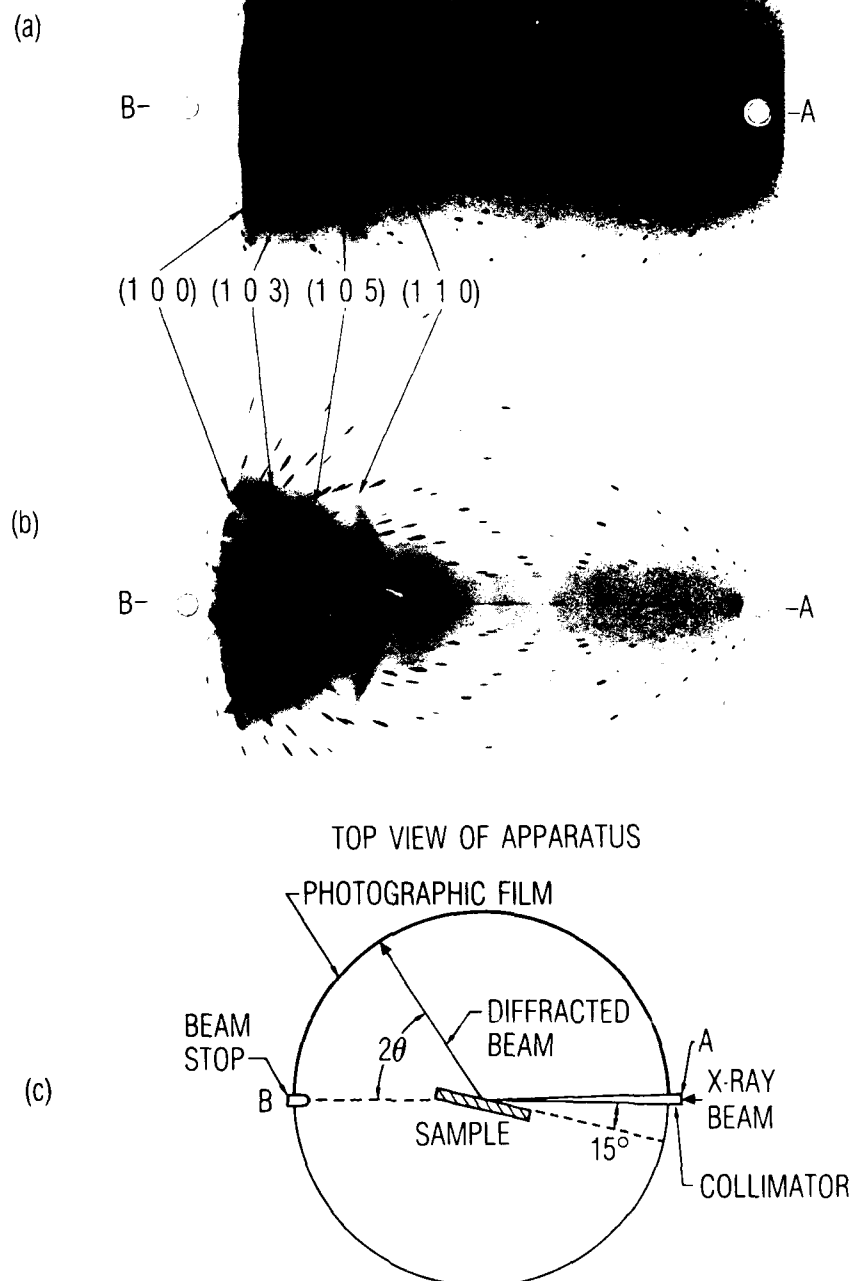 (a)
B-
-A
(1 0 0) (1 0 3) (1 0 5) (1 1 0)
(b)
B-
-A
TOP VIEW OF APPARATUS
PHOTOGRAPHIC FILM
BEAM
STOP
2θ
DIFFRACTED
BEAM
A
(c)
B
X-RAY
BEAM
SAMPLE
15°
COLLIMATOR